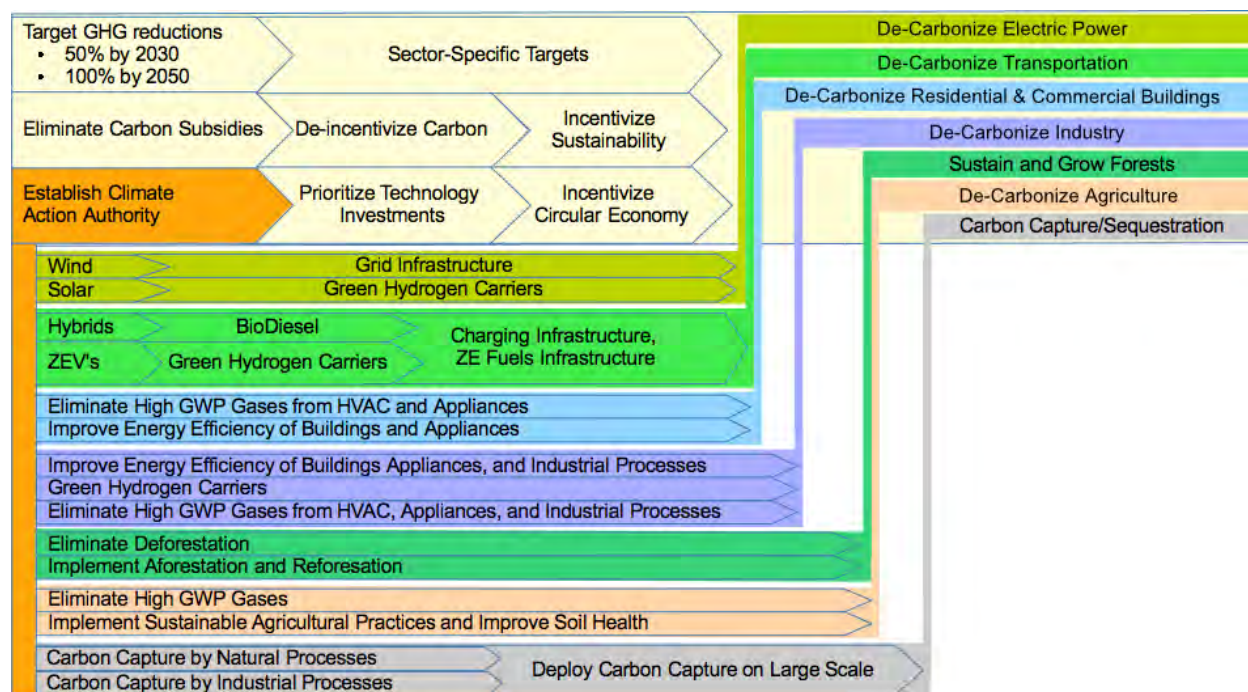 Target GHG reductions
• 50% by 2030
• 100% by 2050
Sector-Specific Targets
De-Carbonize Electric Power
De-Carbonize Transportation
De-Carbonize Residential & Commercial Buildings
De-Carbonize Industry
Sustain and Grow Forests
De-Carbonize Agriculture
Carbon Capture/Sequestration
Eliminate Carbon Subsidies
De-incentivize Carbon
Incentivize
Sustainability
Establish Climate
Action Authority
Prioritize Technology
Investments
Incentivize
Circular Economy
Wind
Grid Infrastructure
Solar
Green Hydrogen Carriers
Hybrids
BioDiesel
ZEV's
Green Hydrogen Carriers
Charging Infrastructure,
ZE Fuels Infrastructure
Eliminate High GWP Gases from HVAC and Appliances
Improve Energy Efficiency of Buildings and Appliances
Improve Energy Efficiency of Buildings Appliances, and Industrial Processes
Green Hydrogen Carriers
Eliminate High GWP Gases from HVAC, Appliances, and Industrial Processes
Eliminate Deforestation
Implement Aforestation and Reforesation
Eliminate High GWP Gases
Implement Sustainable Agricultural Practices and Improve Soil Health
Carbon Capture by Natural Processes
Carbon Capture by Industrial Processes
Deploy Carbon Capture on Large Scale